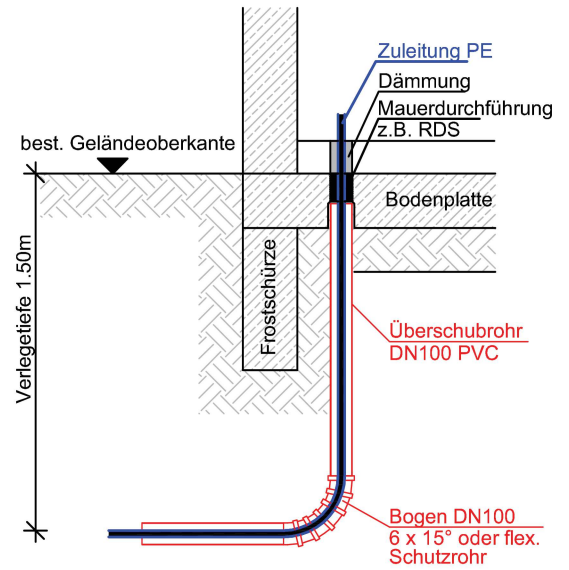 Zuleitung PE
Dämmung
Mauerdurchführung
z.B. RDS
best. Geländeoberkante
Bodenplatte
Frostschürze
Verlegetiefe 1.50m
Überschubrohr
DN100 PVC
Bogen DN100
6 x 15° oder flex.
Schutzrohr